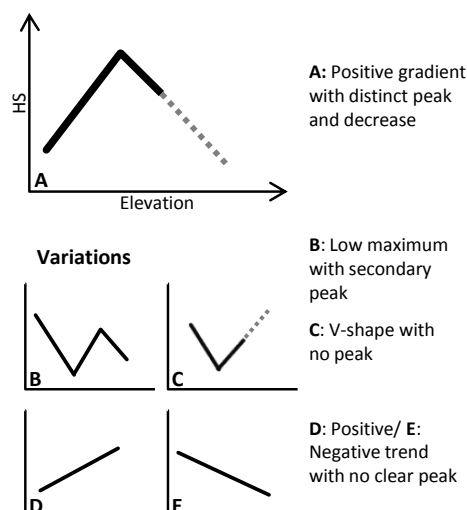 HS
A: Positive gradient
with distinct peak
and decrease
A
Elevation
Variations
B: Low maximum
with secondary
peak
C: V-shape with
no peak
B
C
D: Positive/ E:
Negative trend
with no clear peak
D
E